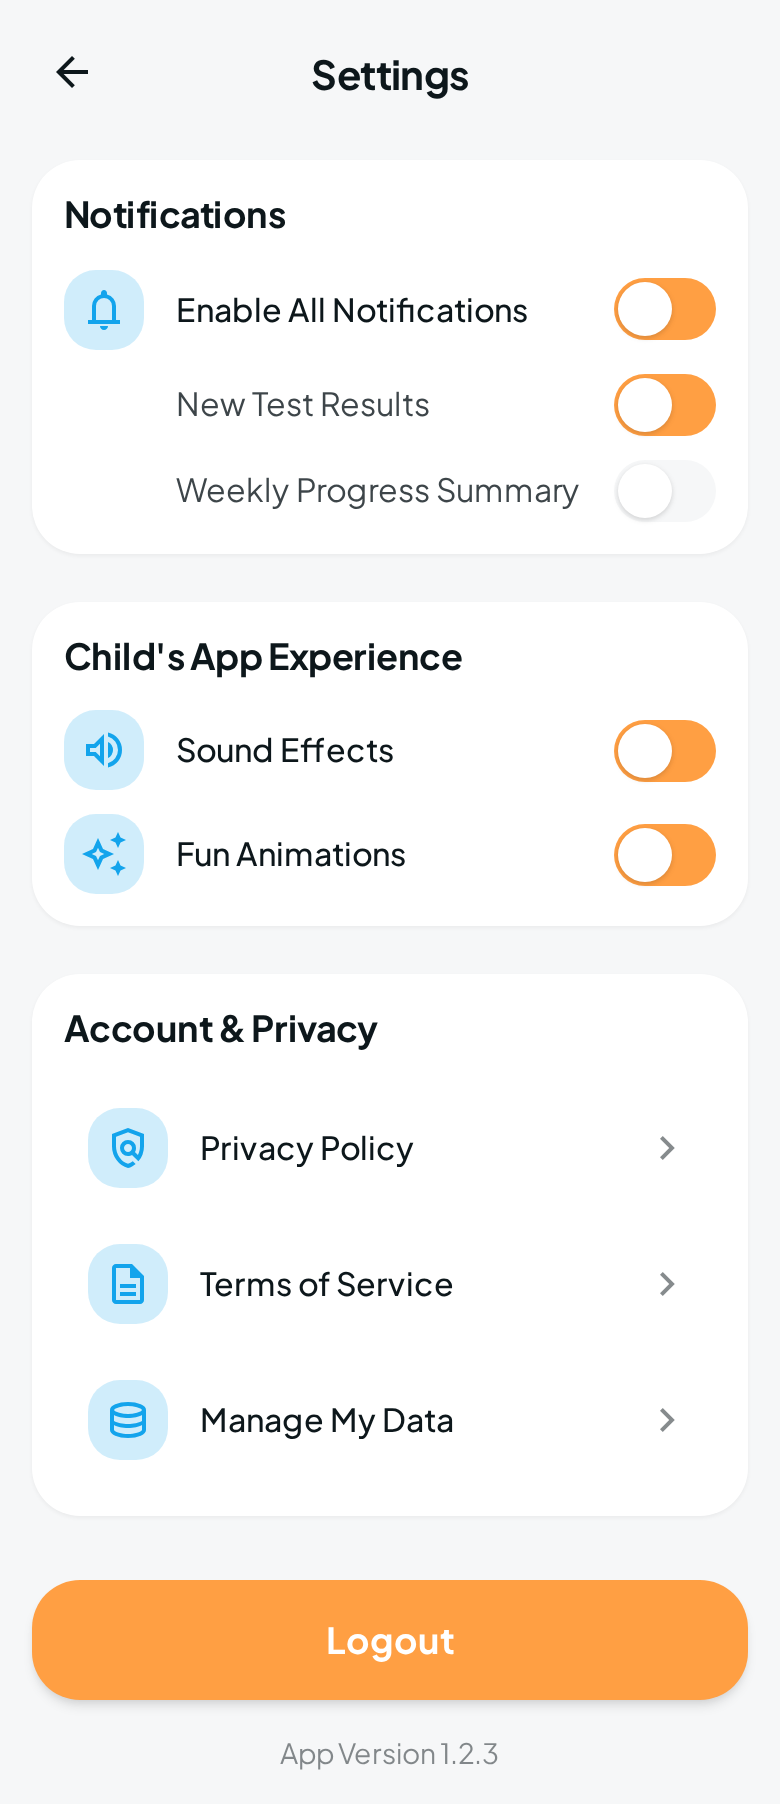 Settings
Notifications
Enable All Notifications
New Test Results
Weekly Progress Summary
Child's App Experience
Sound Effects
Fun Animations
Account & Privacy
Privacy Policy
Terms of Service
Manage My Data
Logout
App Version 1.2.3